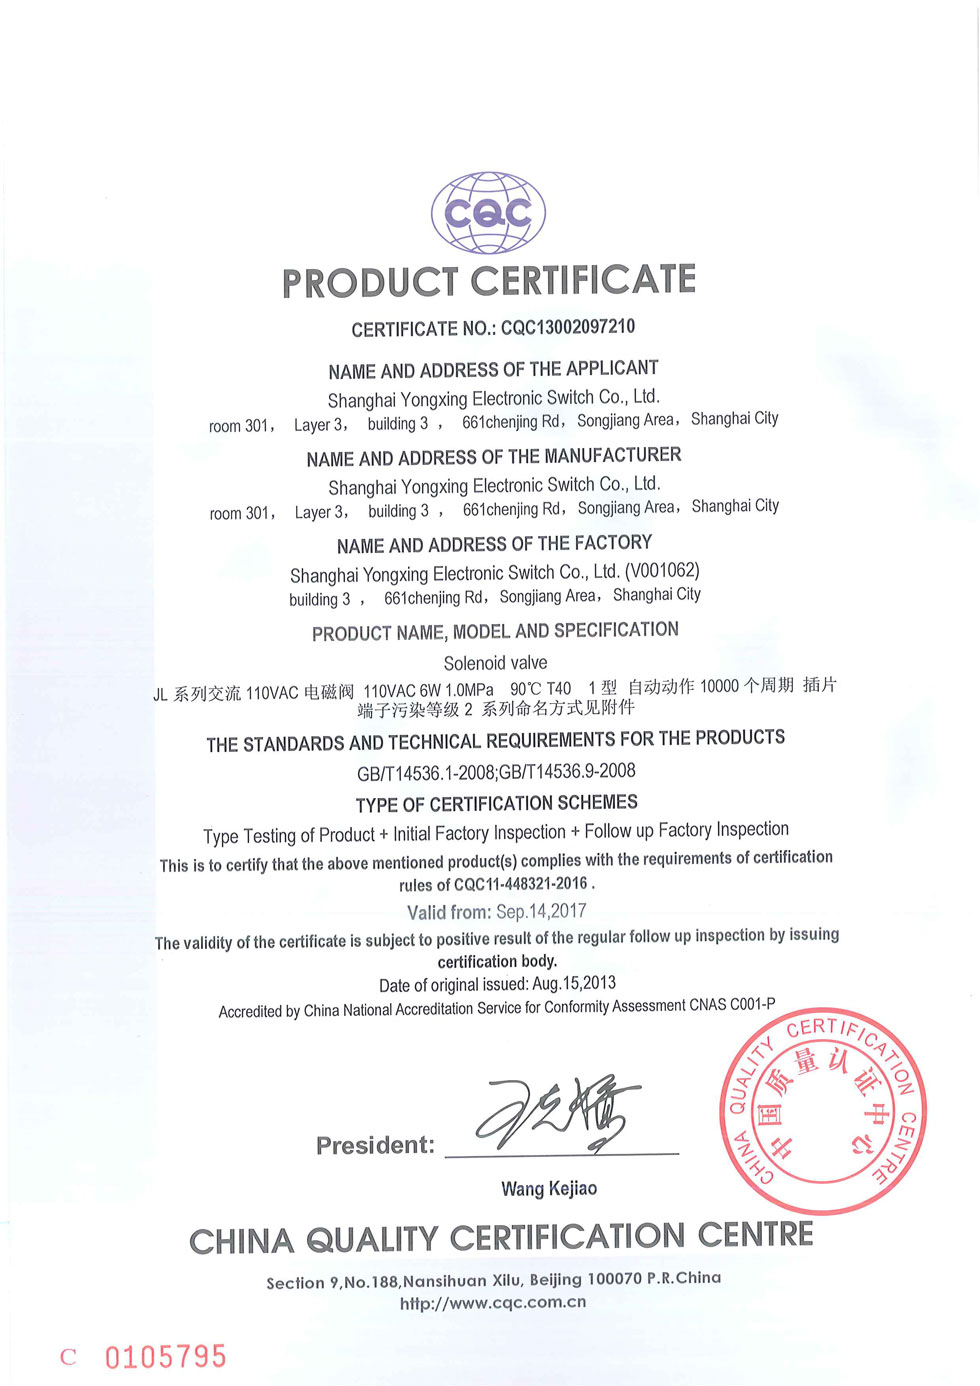 CQC
PRODUCT CERTIFICATE
CERTIFICATE NO.: CQC13002097210
NAME AND ADDRESS OF THE APPLICANT
Shanghai Yongxing Electronic Switch Co., Ltd.
room 301， Layer 3， building 3 ， 661chenjing Rd，Songjiang Area，Shanghai City
NAME AND ADDRESS OF THE MANUFACTURER
Shanghai Yongxing Electronic Switch Co., Ltd.
room 301， Layer 3， building 3 ， 661chenjing Rd，Songjiang Area，Shanghai City
NAME AND ADDRESS OF THE FACTORY
Shanghai Yongxing Electronic Switch Co., Ltd. (V001062)
building 3 ， 661chenjing Rd，Songjiang Area，Shanghai City
PRODUCT NAME, MODEL AND SPECIFICATION
Solenoid valve
JL 系列交流 110VAC 电磁阀 110VAC 6W 1.0MPa 90℃ T40 1 型 自动动作 10000 个周期 插片
端子污染等级 2 系列命名方式见附件
THE STANDARDS AND TECHNICAL REQUIREMENTS FOR THE PRODUCTS
GB/T14536.1-2008;GB/T14536.9-2008
TYPE OF CERTIFICATION SCHEMES
Type Testing of Product + Initial Factory Inspection + Follow up Factory Inspection
This is to certify that the above mentioned product(s) complies with the requirements of certification
rules of CQC11-448321-2016 .
Valid from: Sep.14,2017
The validity of the certificate is subject to positive result of the regular follow up inspection by issuing
certification body.
Date of original issued: Aug.15,2013
Accredited by China National Accreditation Service for Conformity Assessment CNAS C001-P
CHINA QUALITY CERTIFICATION CENTRE
中国质量认证中心
President:
Wang Kejiao
CHINA QUALITY CERTIFICATION CENTRE
Section 9,No.188,Nansihuan Xilu, Beijing 100070 P.R.China
http://www.cqc.com.cn
C 0105795